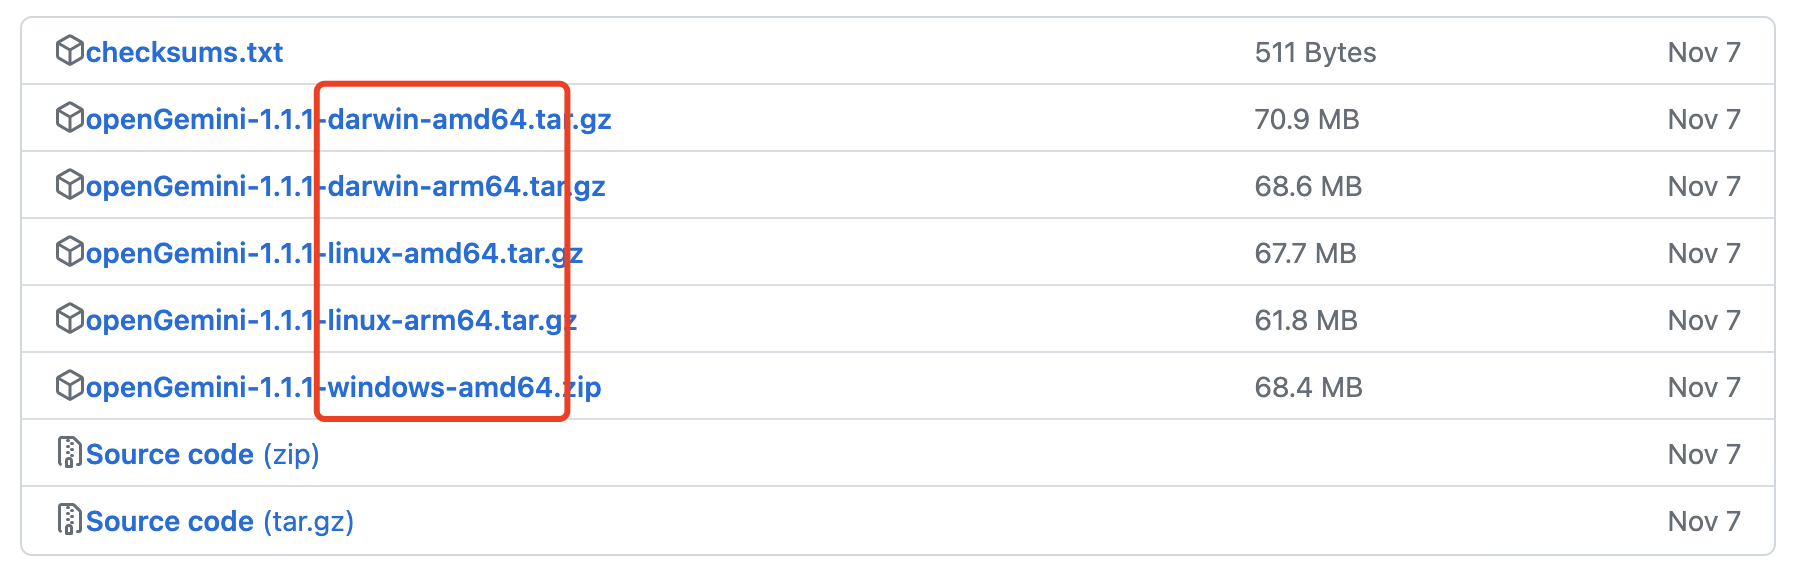 checksums.txt 511 Bytes Nov 7
openGemini-1.1.1-darwin-amd64.tar.gz 70.9 MB Nov 7
openGemini-1.1.1-darwin-arm64.tar.gz 68.6 MB Nov 7
openGemini-1.1.1-linux-amd64.tar.gz 67.7 MB Nov 7
openGemini-1.1.1-linux-arm64.tar.gz 61.8 MB Nov 7
openGemini-1.1.1-windows-amd64.zip 68.4 MB Nov 7
Source code (zip) Nov 7
Source code (tar.gz) Nov 7